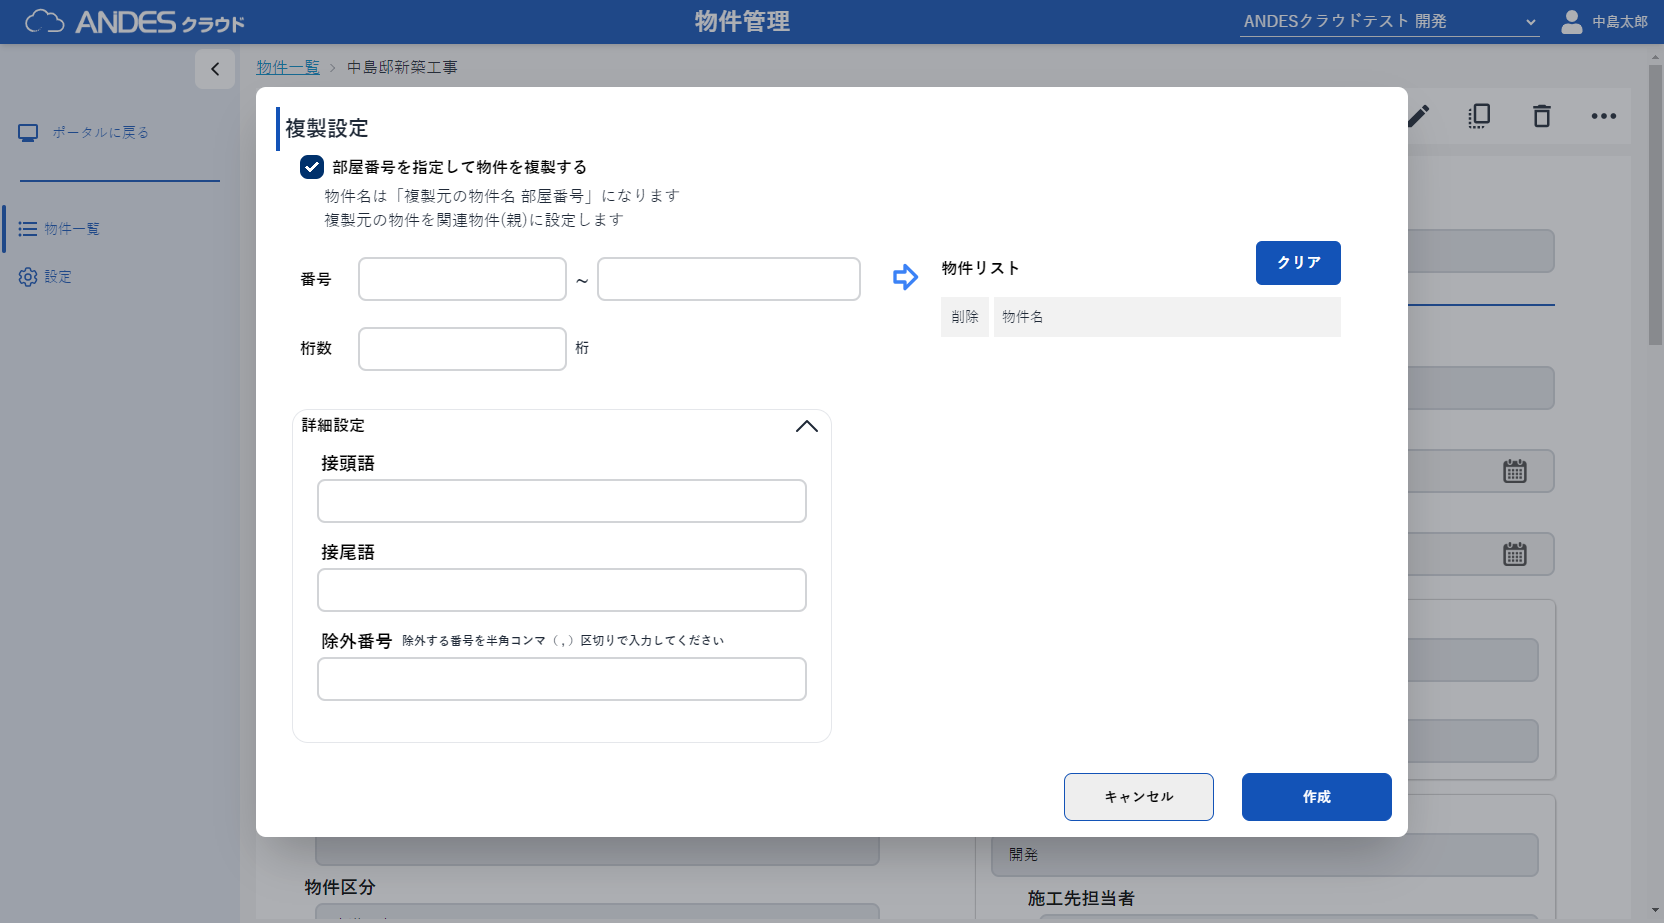 ANDES クラウド
物件管理
ANDESクラウドテスト 開発
中島太郎
物件一覧 > 中島邸新築工事
ポータルに戻る
物件一覧
設定
複製設定
部屋番号を指定して物件を複製する
物件名は「複製元の物件名 部屋番号」になります
複製元の物件を関連物件(親)に設定します
番号
~
物件リスト
クリア
削除
物件名
桁数
桁
詳細設定
接頭語
接尾語
除外番号 除外する番号を半角コンマ（ , ）区切りで入力してください
キャンセル
作成
開発
物件区分
施工先担当者